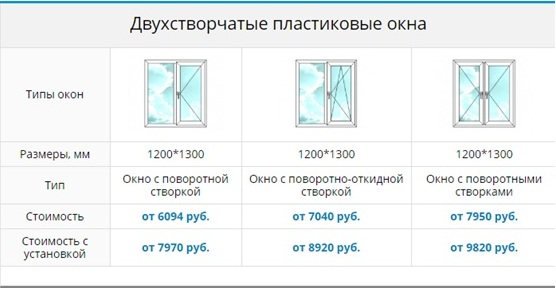 Двухстворчатые пластиковые окна
Типы окон
Размеры, мм 1200*1300 1200*1300 1200*1300
Тип Окно с поворотной створкой Окно с поворотно-откидной створкой Окно с поворотными створками
Стоимость от 6094 руб. от 7040 руб. от 7950 руб.
Стоимость с установкой от 7970 руб. от 8920 руб. от 9820 руб.